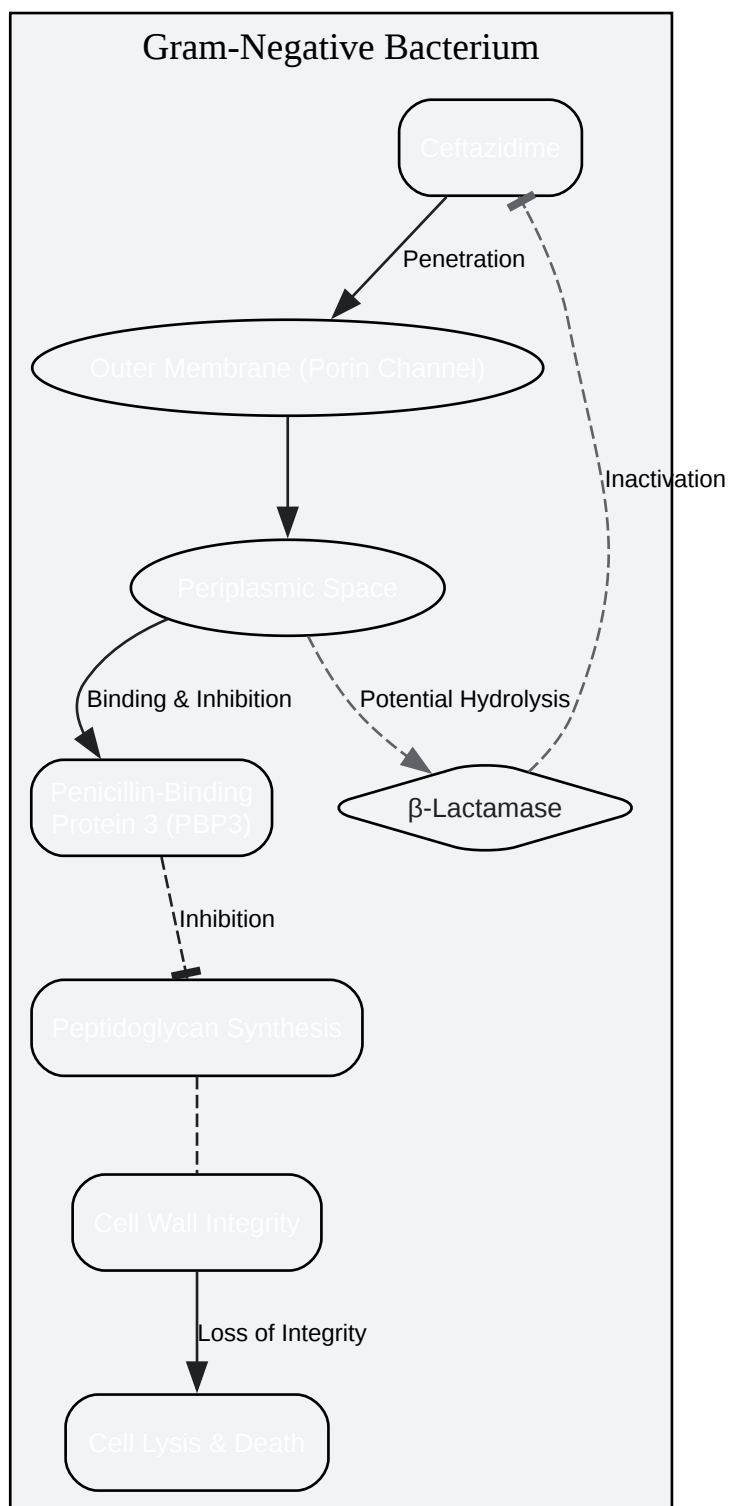 Gram-Negative Bacterium
Ceftazidime
Penetration
Outer Membrane (Porin Channel)
Inactivation
Periplasmic Space
Binding & Inhibition
Potential Hydrolysis
Penicillin-Binding
Protein 3 (PBP3)
β-Lactamase
Inhibition
Peptidoglycan Synthesis
Cell Wall Integrity
Loss of Integrity
Cell Lysis & Death